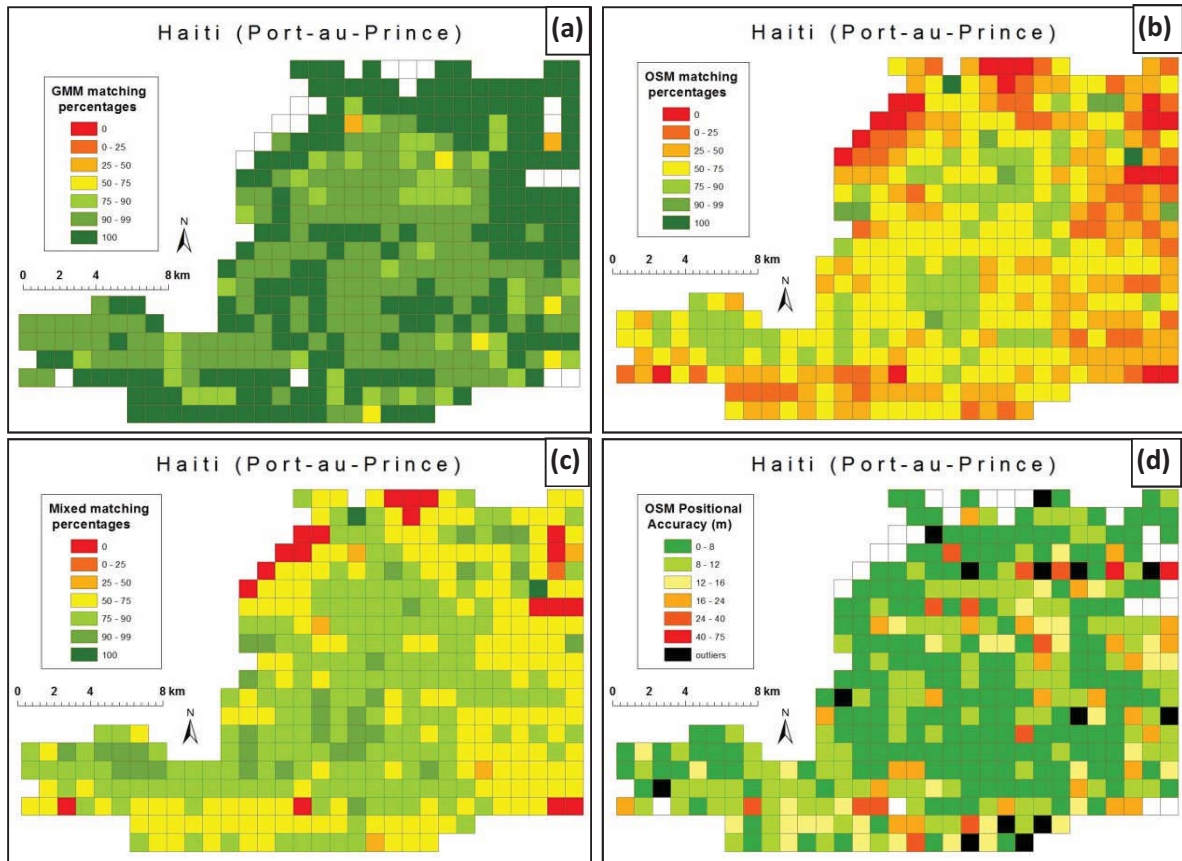 Haiti (Port-au-Prince)
(a)
GMM matching
percentages
0
0 - 25
25 - 50
50 - 75
75 - 90
90 - 99
100
N
0 2 4 8 km
Haiti (Port-au-Prince)
(b)
OSM matching
percentages
0
0 - 25
25 - 50
50 - 75
75 - 90
90 - 99
100
N
0 2 4 8 km
Haiti (Port-au-Prince)
(c)
Mixed matching
percentages
0
0 - 25
25 - 50
50 - 75
75 - 90
90 - 99
100
N
0 2 4 8 km
Haiti (Port-au-Prince)
(d)
OSM Positional
Accuracy (m)
0 - 8
8 - 12
12 - 16
16 - 24
24 - 40
40 - 75
outliers
N
0 2 4 8 km